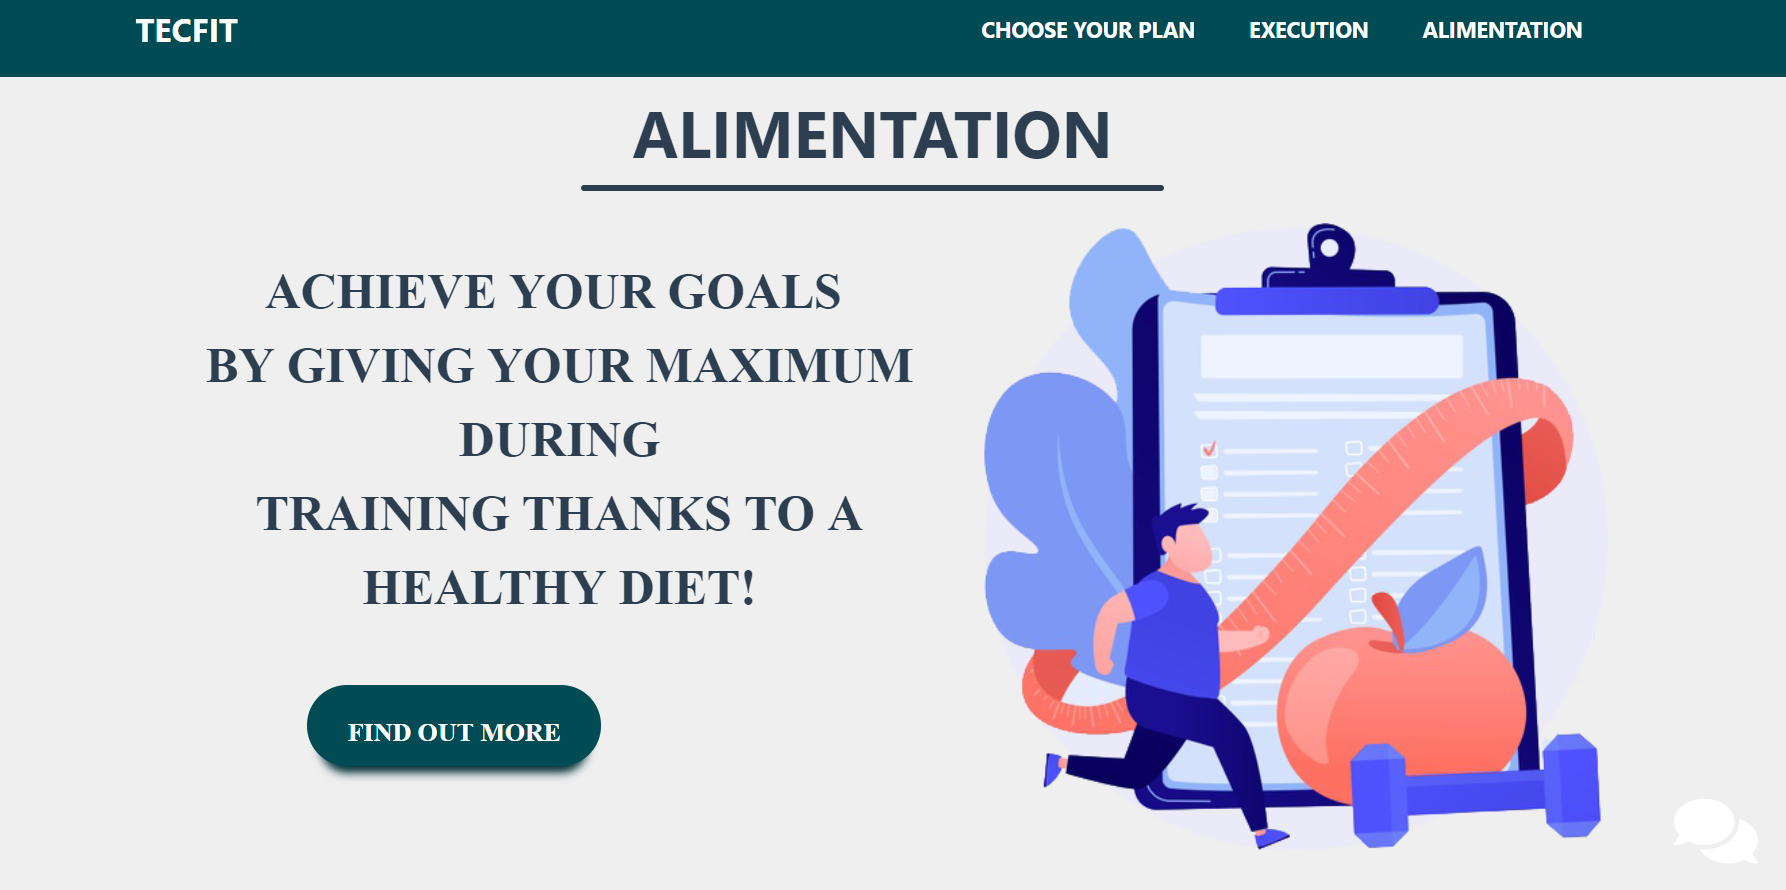 TECFIT
CHOOSE YOUR PLAN
EXECUTION
ALIMENTATION
ALIMENTATION
ACHIEVE YOUR GOALS
BY GIVING YOUR MAXIMUM
DURING
TRAINING THANKS TO A
HEALTHY DIET!
FIND OUT MORE